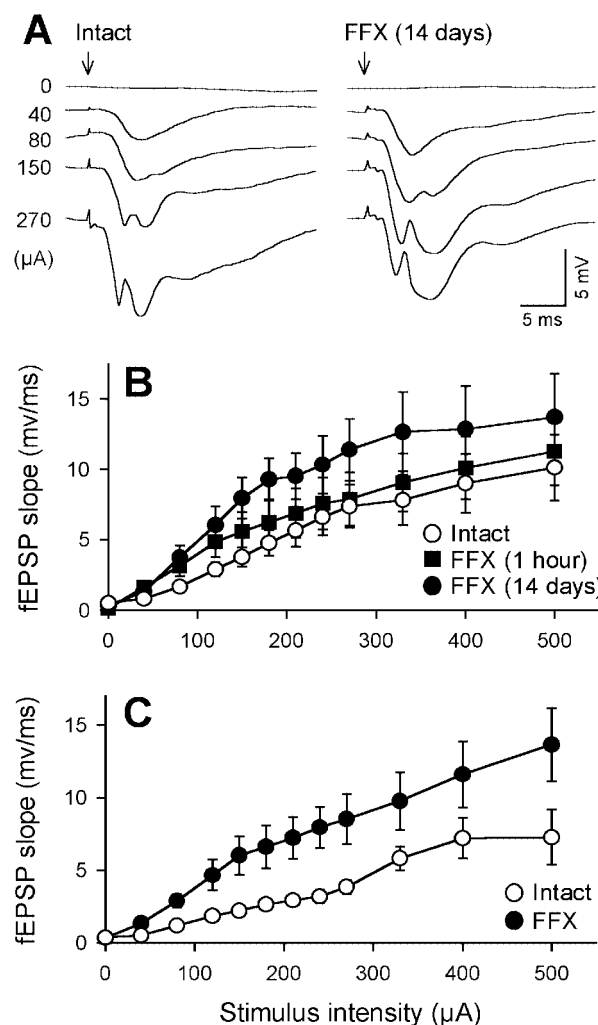 A
Intact
FFX (14 days)
0
40
80
150
270
(µA)
5 mV
5 ms
B
fEPSP slope (mv/ms)
15
10
5
0
Intact
FFX (1 hour)
FFX (14 days)
0 100 200 300 400 500
C
fEPSP slope (mv/ms)
15
10
5
0
Intact
FFX
0 100 200 300 400 500
Stimulus intensity (µA)